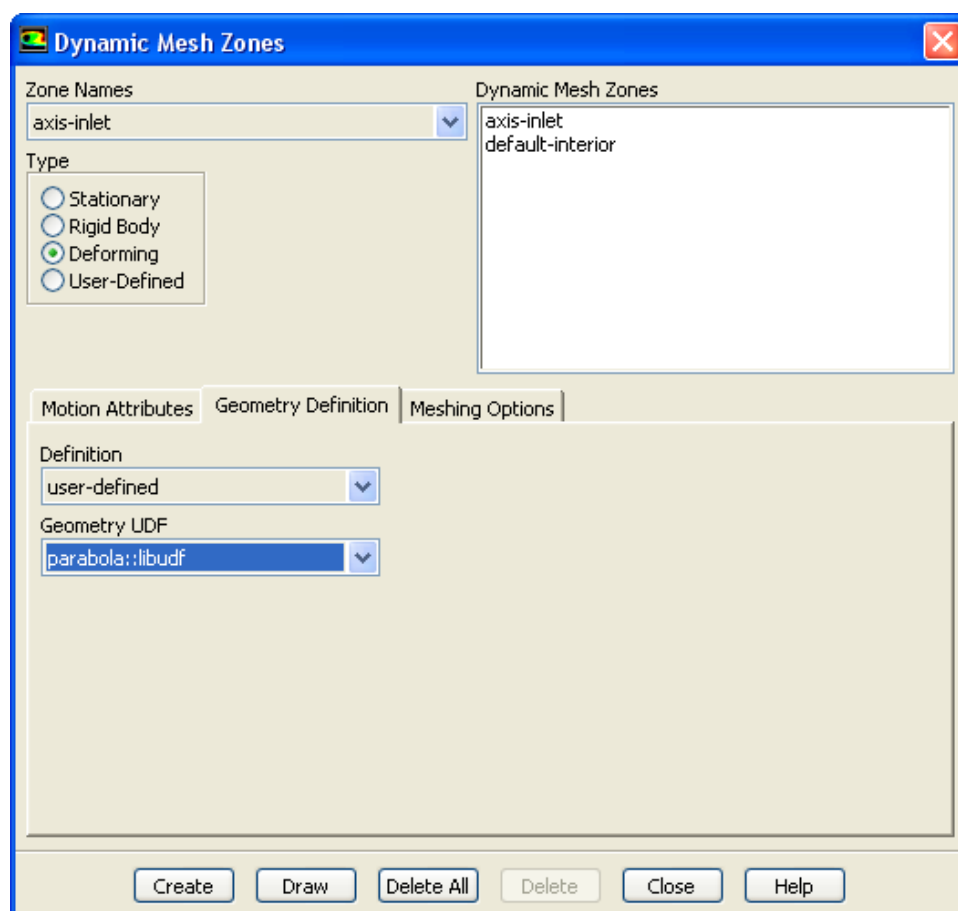 Dynamic Mesh Zones
Zone Names
axis-inlet
Type
Stationary
Rigid Body
Deforming
User-Defined
Dynamic Mesh Zones
axis-inlet
default-interior
Motion Attributes Geometry Definition Meshing Options
Definition
user-defined
Geometry UDF
parabola::libudf
Create Draw Delete All Delete Close Help